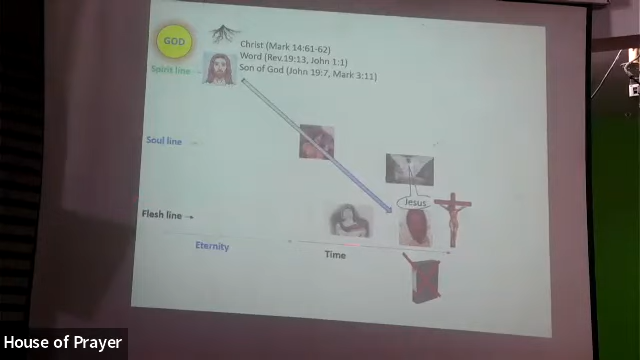 GOD
Christ (Mark 14:61-62)
Word (Rev.19:13, John 1:1)
Son of God (John 19:7, Mark 3:11)
Spirit line
Soul line
Jesus
Flesh line
Eternity
Time
House of Prayer